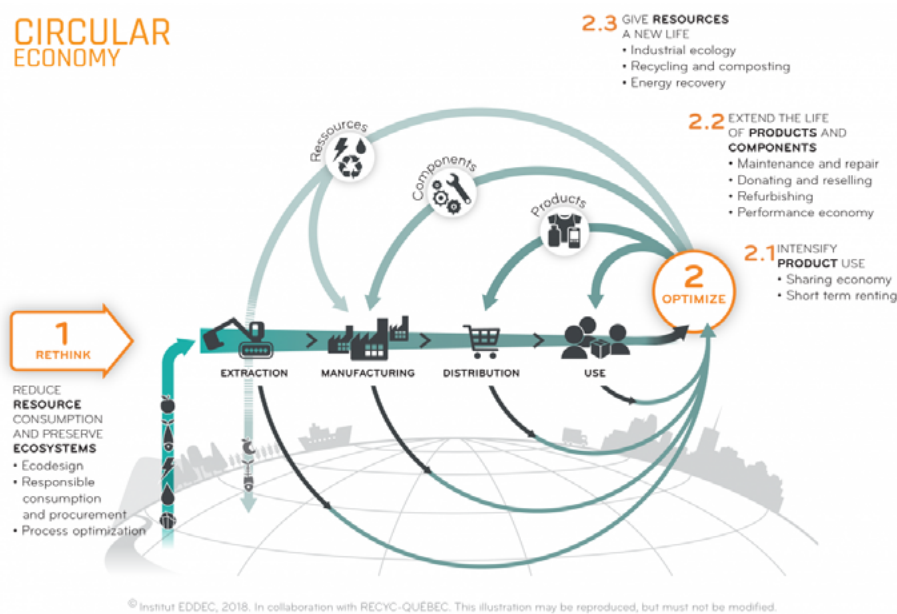 CIRCULAR
ECONOMY
2.3 GIVE RESOURCES
A NEW LIFE
• Industrial ecology
• Recycling and composting
• Energy recovery
2.2 EXTEND THE LIFE
OF PRODUCTS AND
COMPONENTS
• Maintenance and repair
• Donating and reselling
• Refurbishing
• Performance economy
2.1 INTENSIFY
PRODUCT USE
• Sharing economy
• Short term renting
Ressources
Components
Products
2
OPTIMIZE
1
RETHINK
EXTRACTION
MANUFACTURING
DISTRIBUTION
USE
REDUCE
RESOURCE
CONSUMPTION
AND PRESERVE
ECOSYSTEMS
• Ecodesign
• Responsible
consumption
and procurement
• Process optimization
© Institut EDDEC, 2018. In collaboration with RECYC-QUÉBEC. This illustration may be reproduced, but must not be modified.